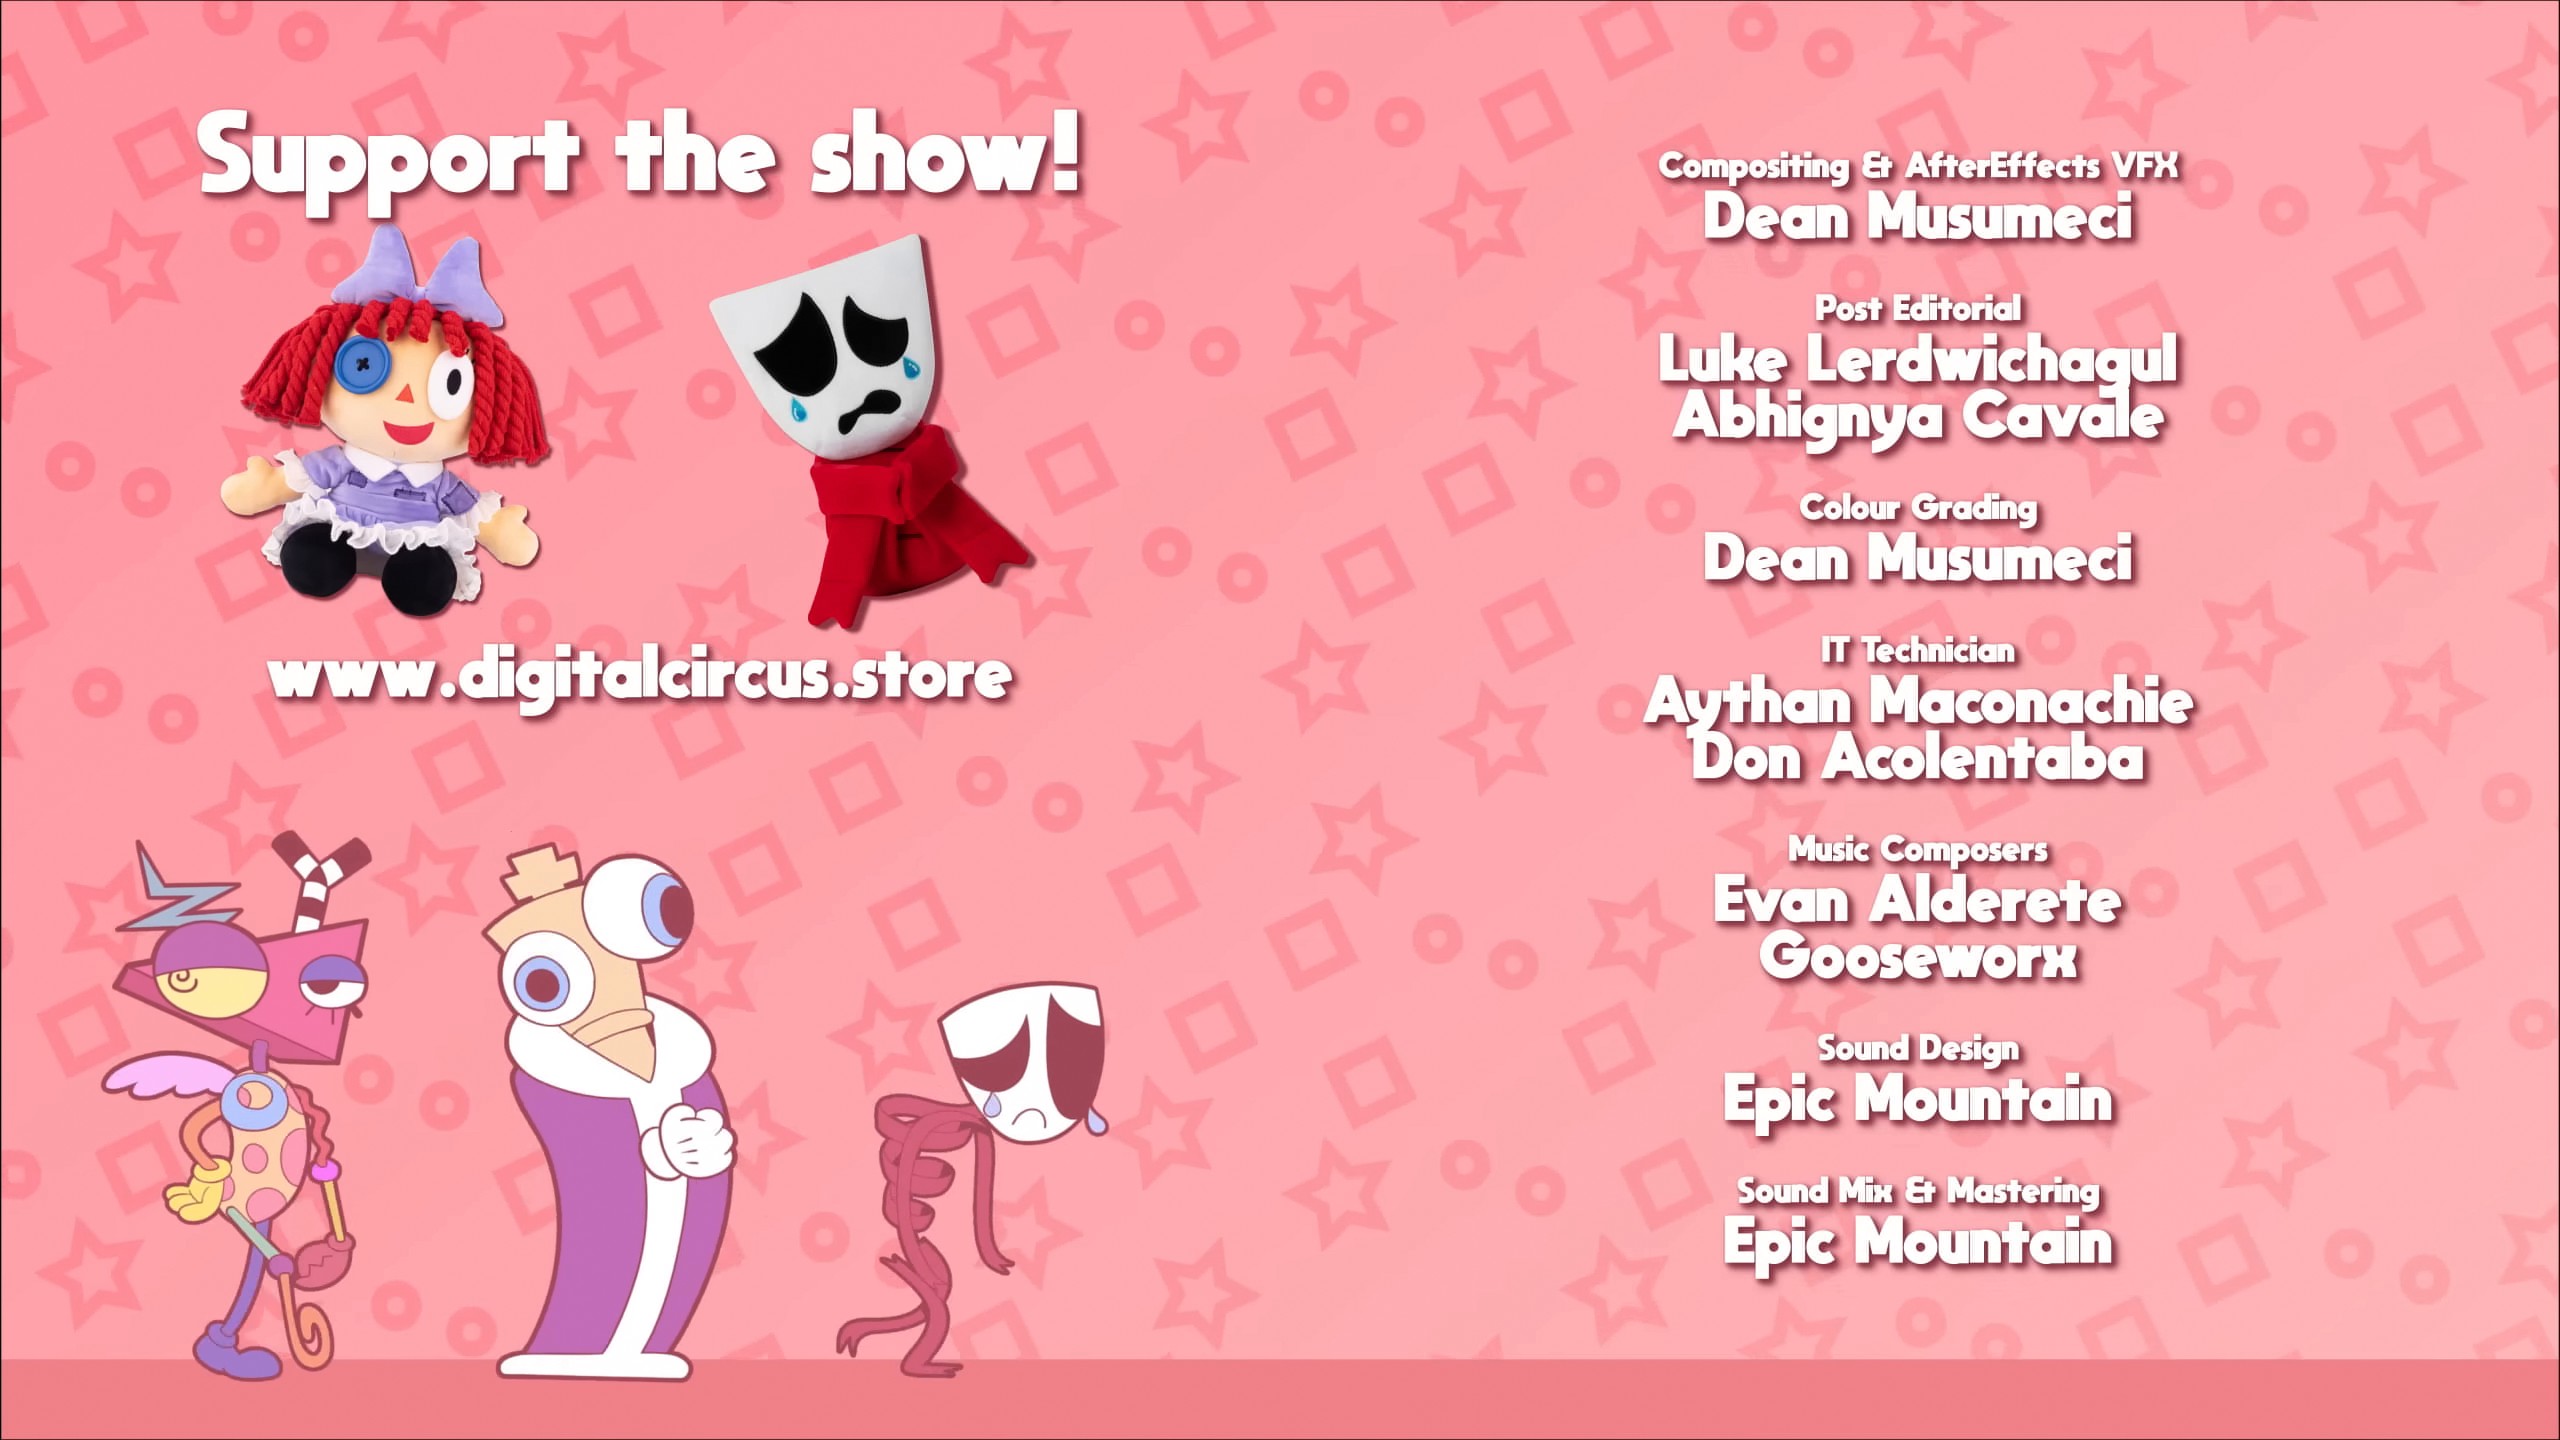 Support the show!
www.digitalcircus.store
Compositing & AfterEffects VFX
Dean Musumeci
Post Editorial
Luke Lerdwichagul
Abhignya Cavale
Colour Grading
Dean Musumeci
IT Technician
Aythan Maconachie
Don Acolentaba
Music Composers
Evan Alderete
Gooseworx
Sound Design
Epic Mountain
Sound Mix & Mastering
Epic Mountain